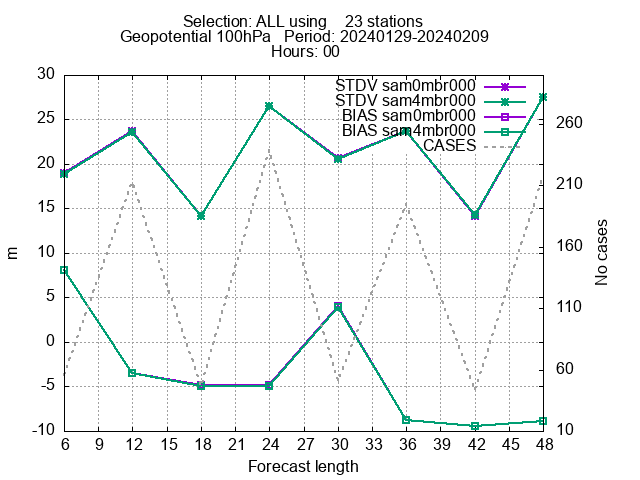 Selection: ALL using    23 stations
Geopotential 100hPa   Period: 20240129-20240209
Hours: 00
STDV sam0mbr000
STDV sam4mbr000
BIAS sam0mbr000
BIAS sam4mbr000
CASES
30
25
20
15
10
5
0
-5
-10
m
260
210
160
110
60
10
No cases
6 9 12 15 18 21 24 27 30 33 36 39 42 45 48
Forecast length